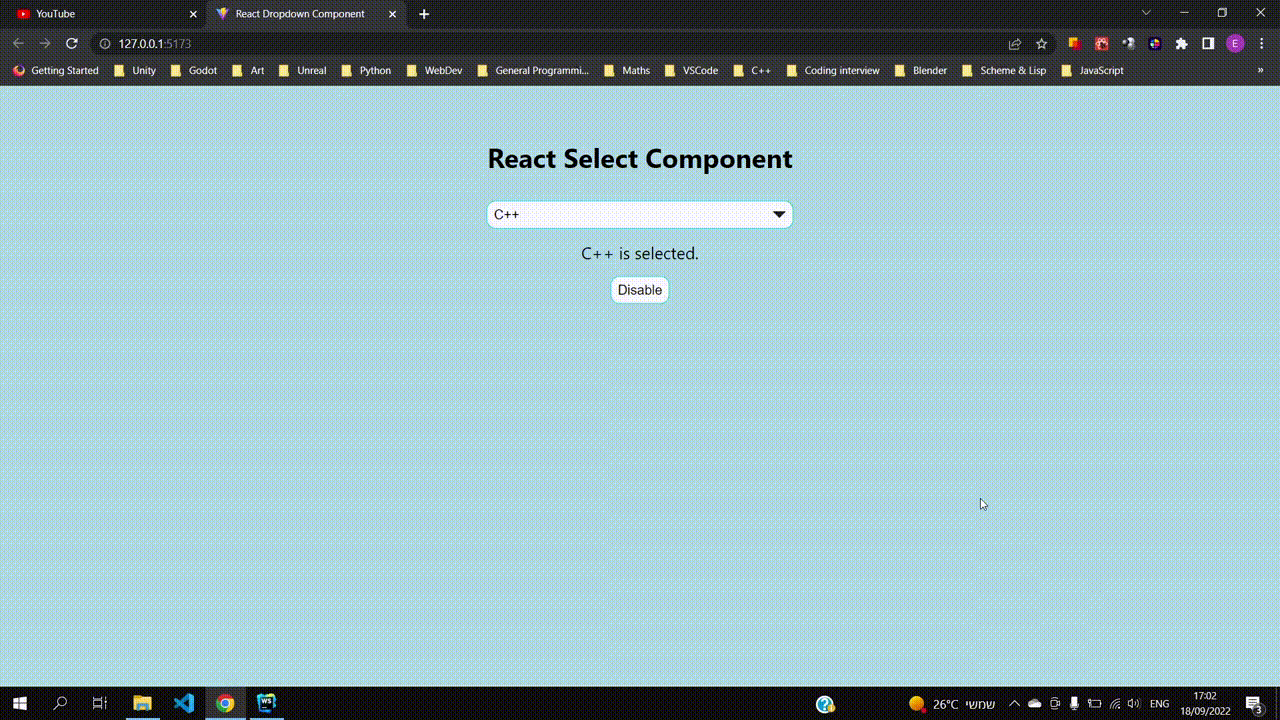 YouTube
React Dropdown Component
127.0.0.1:5173
E
Getting Started
Unity
Godot
Art
Unreal
Python
WebDev
General Programmi...
Maths
VSCode
C++
Coding interview
Blender
Scheme & Lisp
JavaScript
»
React Select Component
C++
C++ is selected.
Disable
WS
26°C שמשי
ENG
17:02
18/09/2022
3